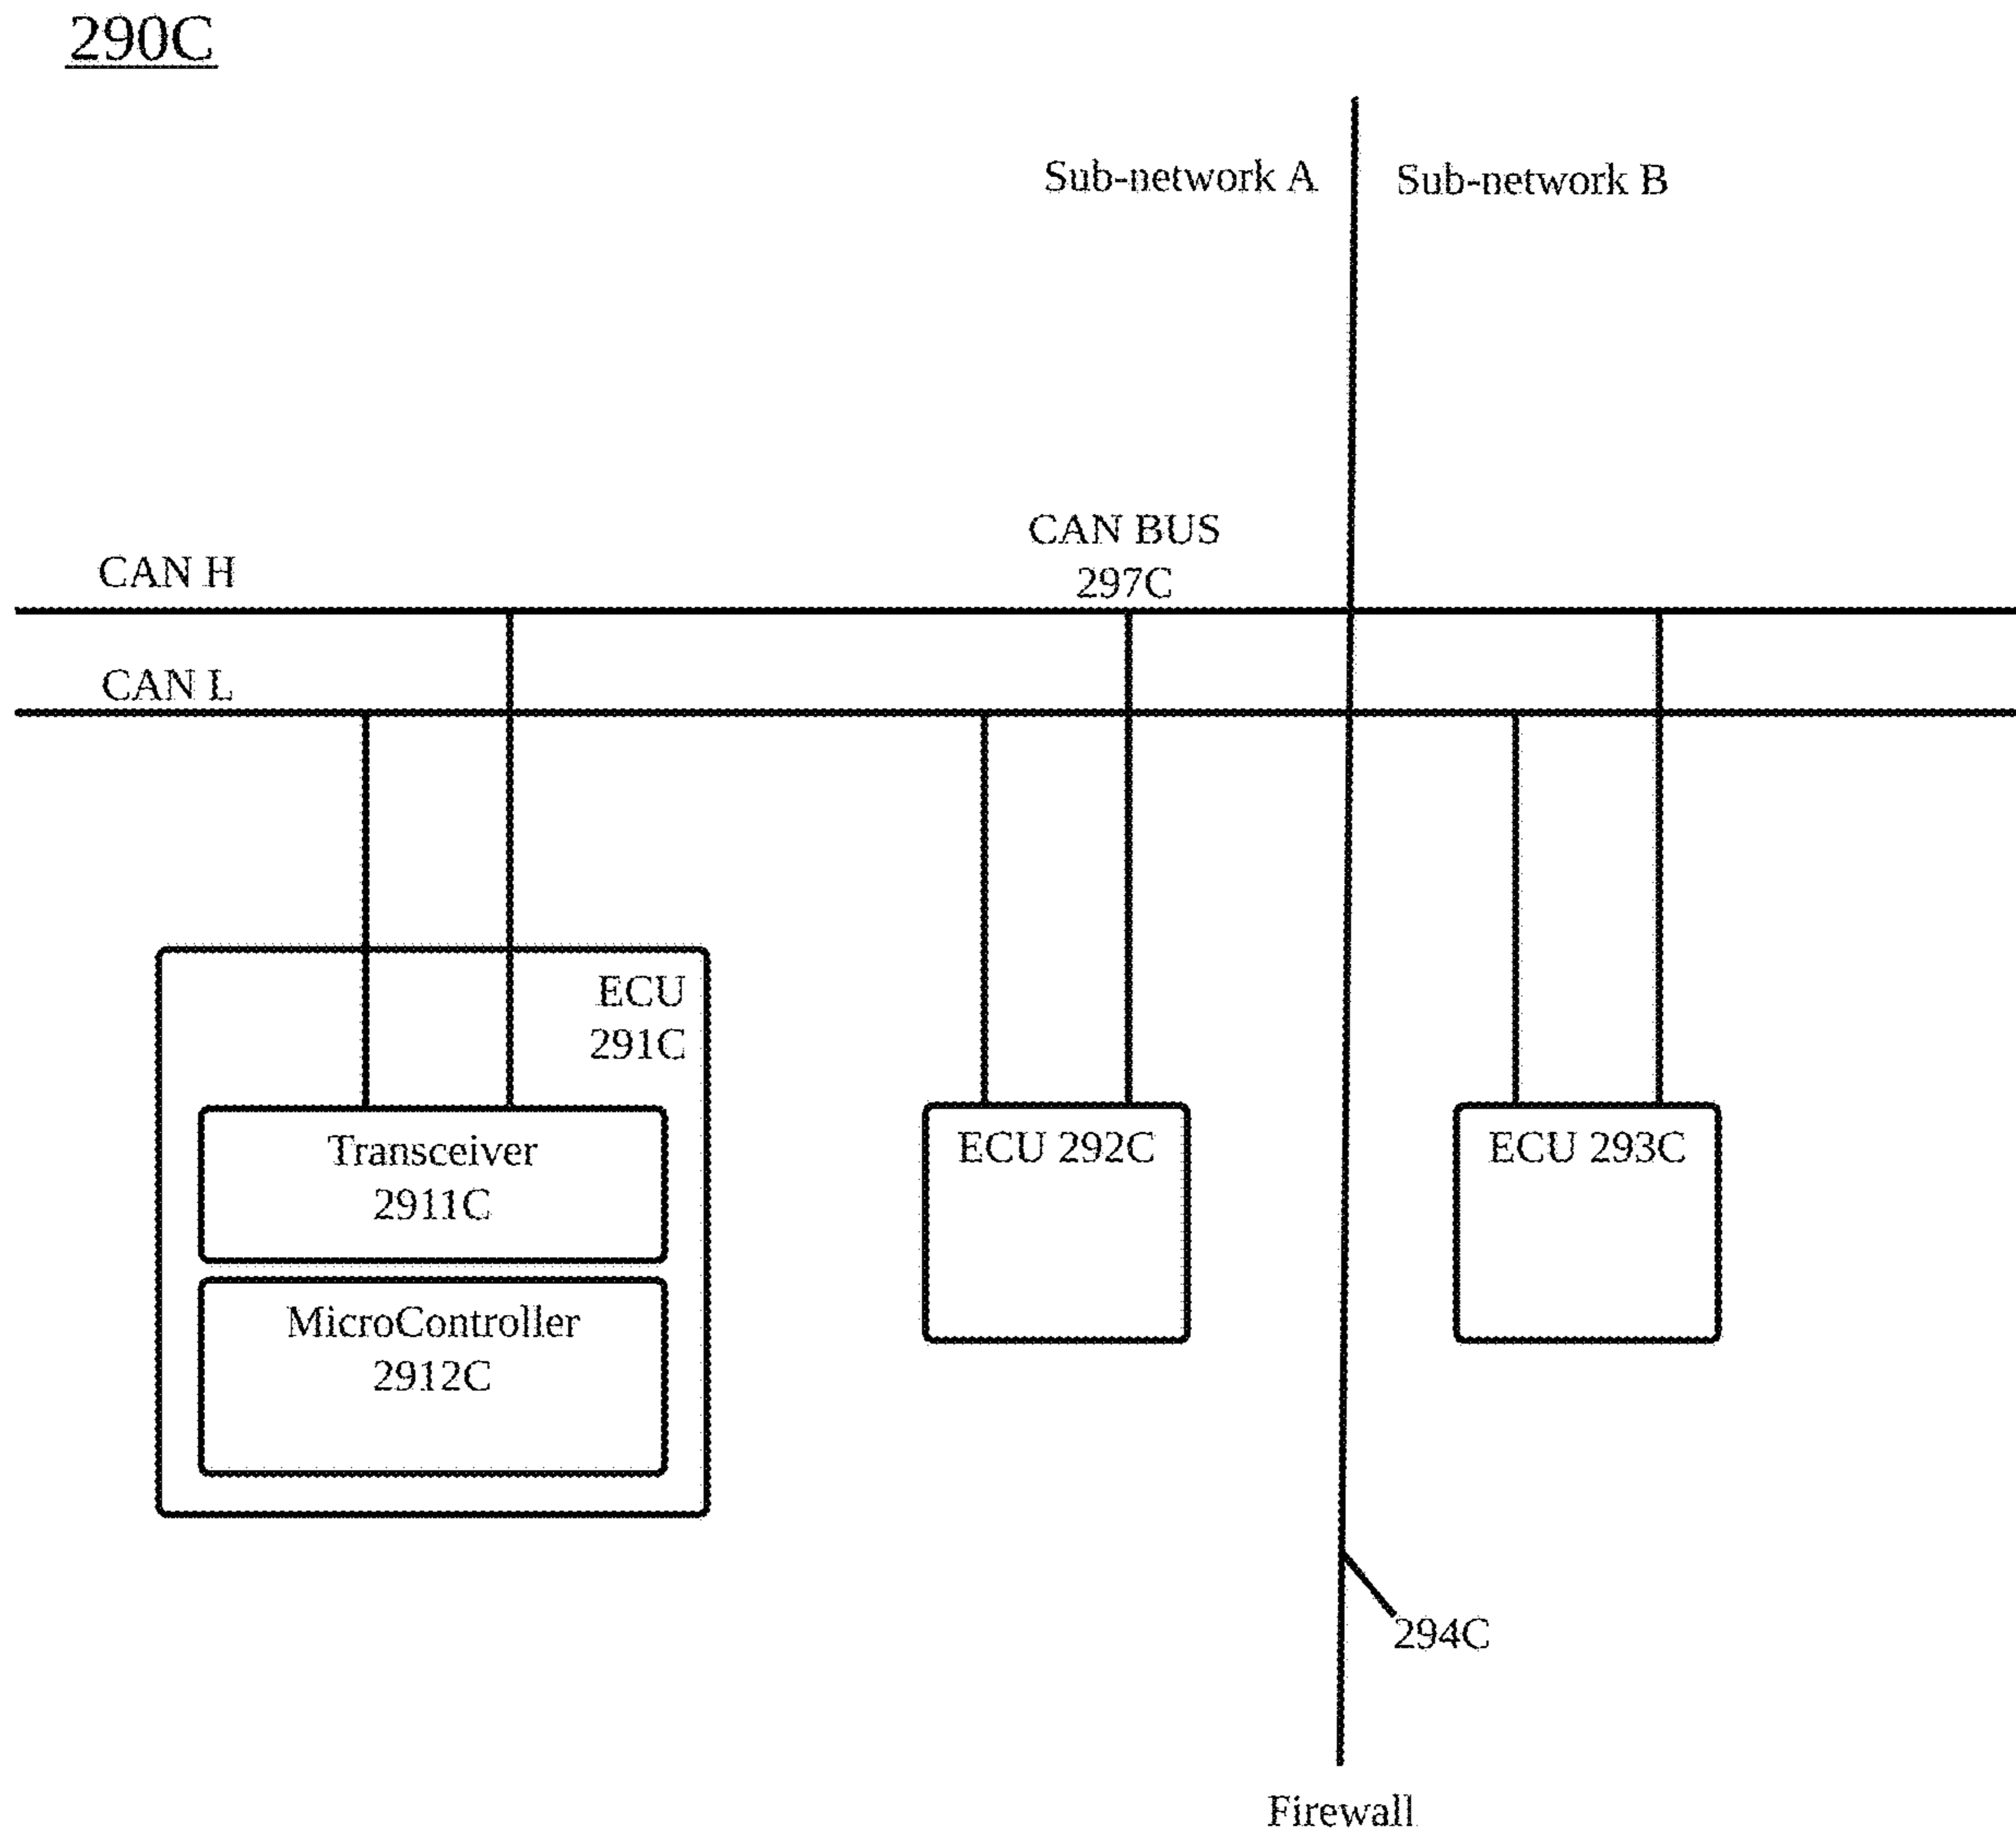 290C
Sub-network A
Sub-network B
CAN BUS
297C
CAN H
CAN L
ECU
291C
Transceiver
2911C
MicroController
2912C
ECU 292C
ECU 293C
294C
Firewall